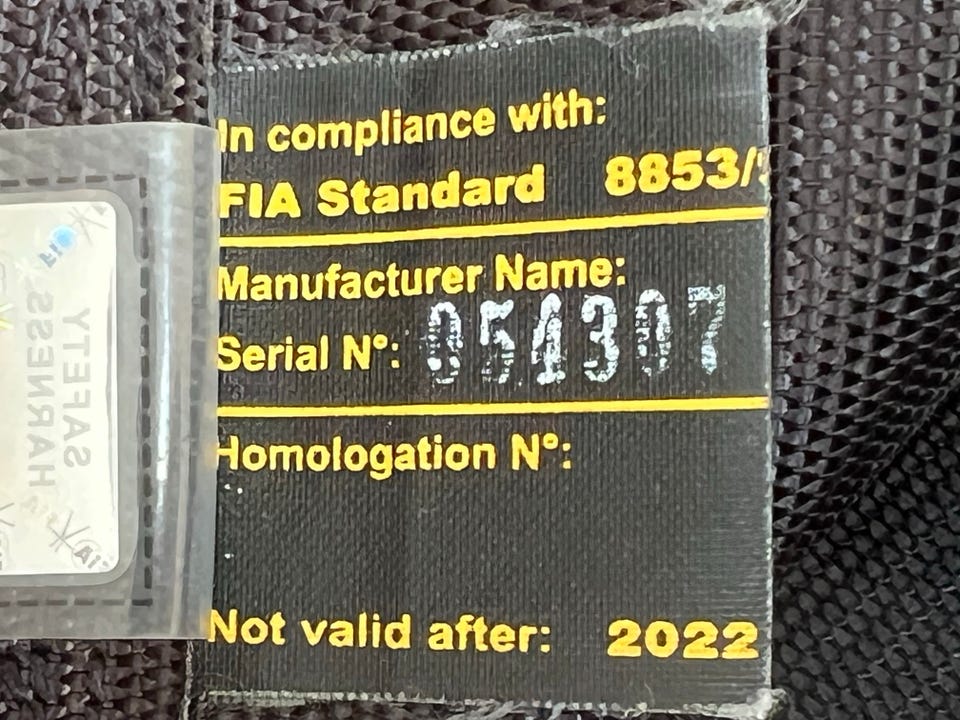 In compliance with:
FIA Standard 8853/
Manufacturer Name:
Serial N°: 054307
Homologation N°:
Not valid after: 2022
SAFETY
HARNESS